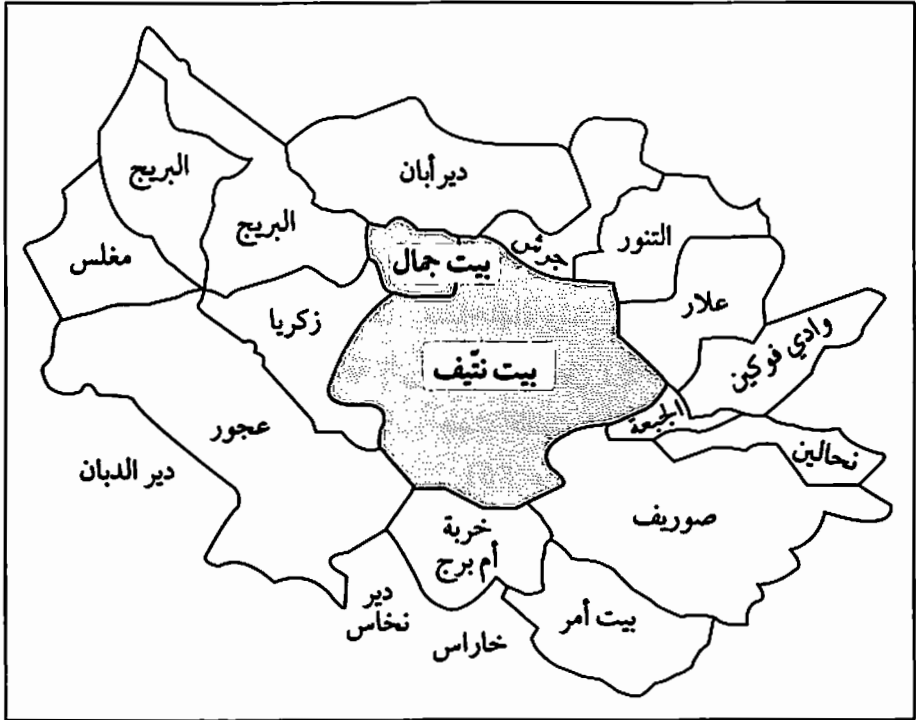 دير أبان
البريج
التنور
البريج
جرش
بيت جمال
مغلس
علار
زكريا
وادي فوكين
بيت نتّيف
الجبعة
عجور
نحالين
دير الدبان
صوريف
خربة
أم برج
دير
نخاس
بيت أمر
خاراس